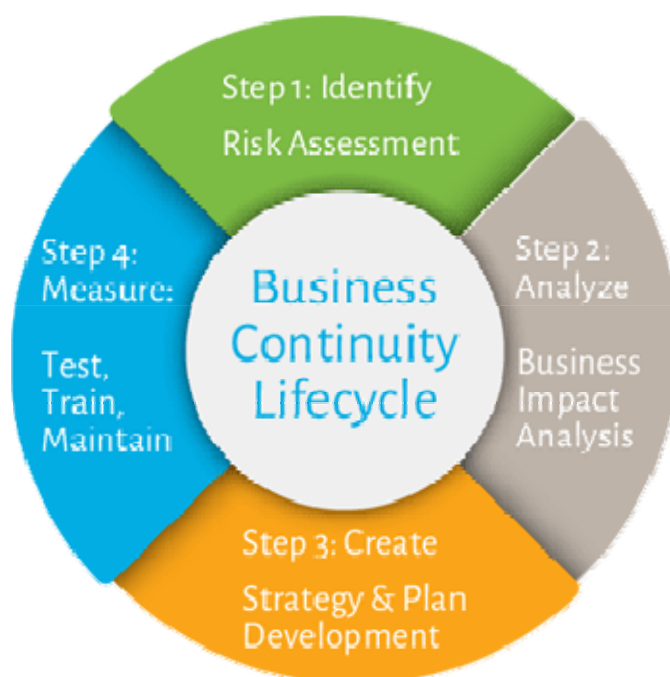 Step 1: Identify
Risk Assessment
Step 2:
Analyze
Business
Impact
Analysis
Step 3: Create
Strategy & Plan
Development
Step 4:
Measure:
Test,
Train,
Maintain
Business
Continuity
Lifecycle